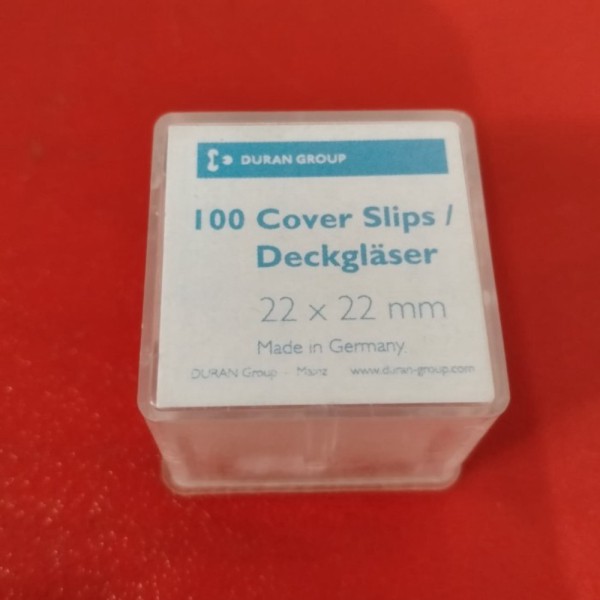 DURAN GROUP
100 Cover Slips /
Deckgläser
22 x 22 mm
Made in Germany
DURAN Group - Mainz www.duran-group.com